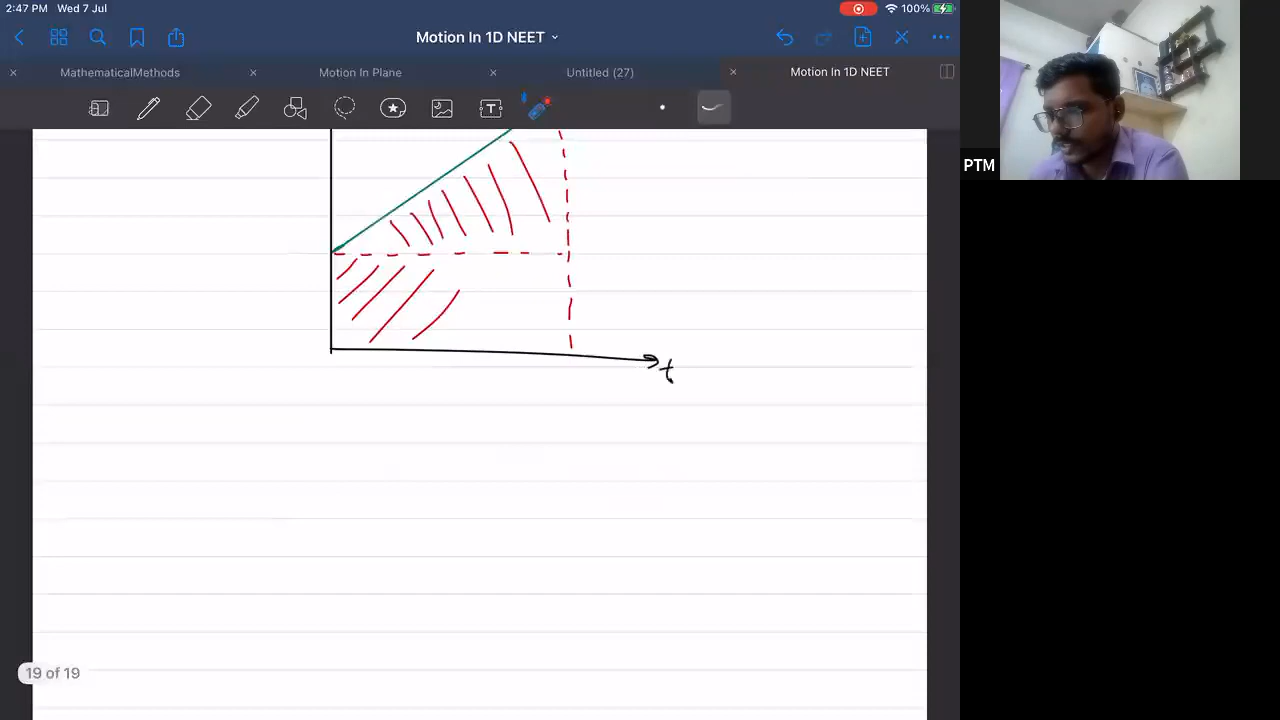 2:47 PM Wed 7 Jul
100%
Motion In 1D NEET
MathematicalMethods
Motion In Plane
Untitled (27)
Motion In 1D NEET
T
PTM
t
19 of 19